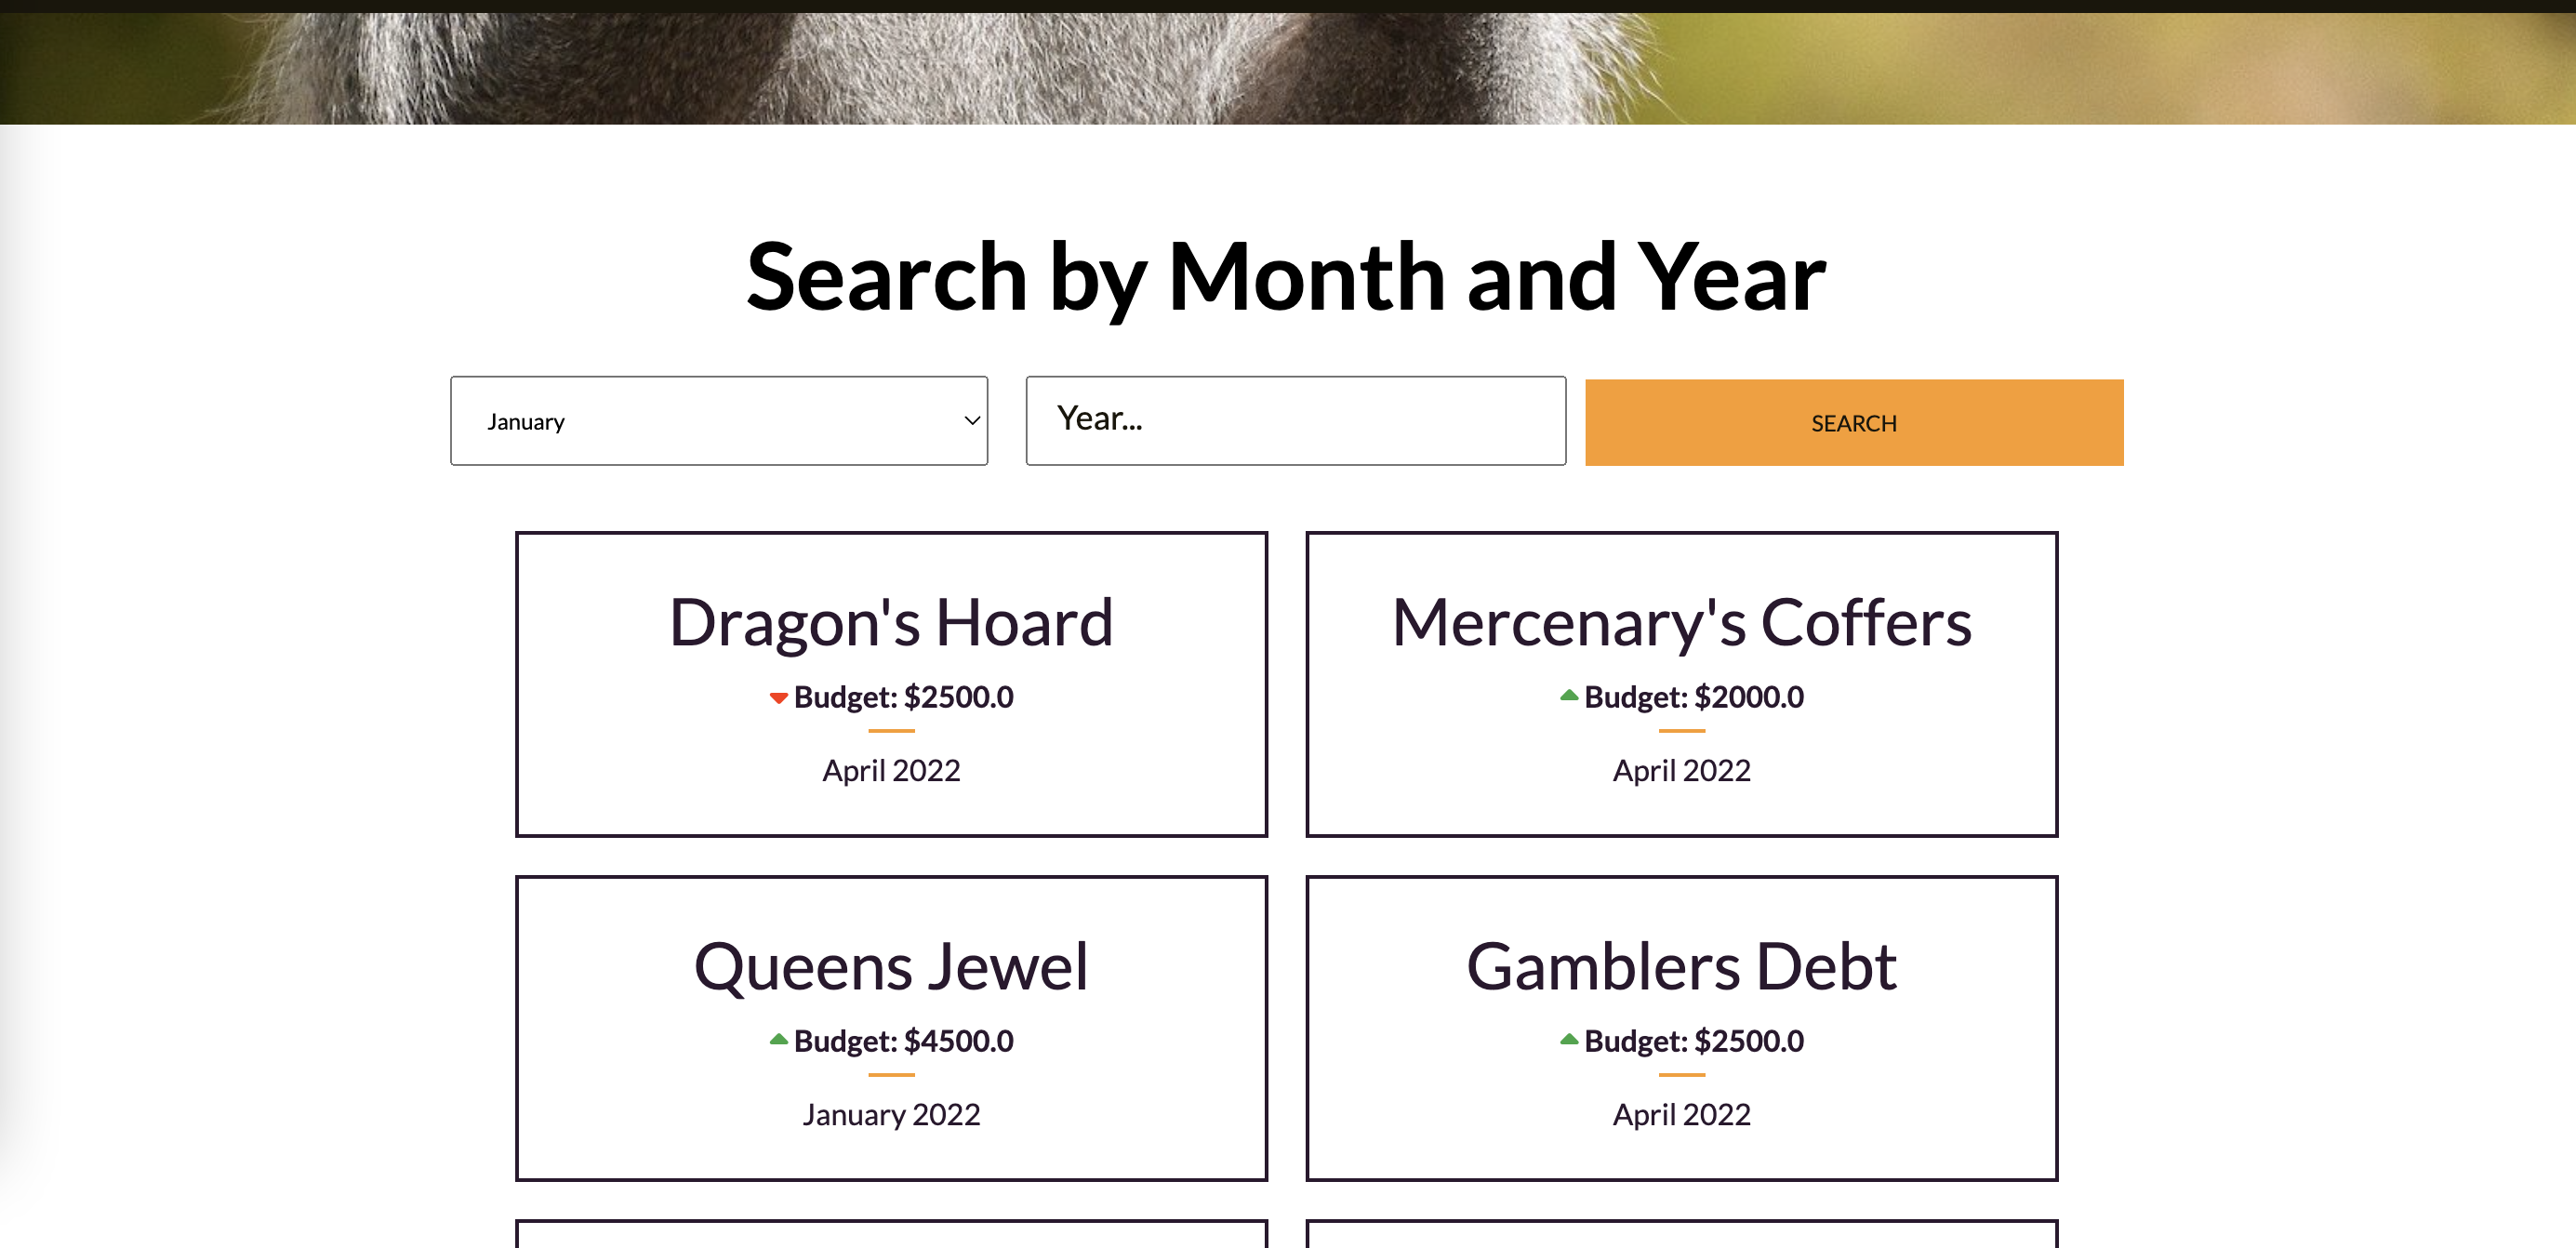 Search by Month and Year
January
Year...
SEARCH
Dragon's Hoard
Budget: $2500.0
April 2022
Mercenary's Coffers
Budget: $2000.0
April 2022
Queens Jewel
Budget: $4500.0
January 2022
Gamblers Debt
Budget: $2500.0
April 2022